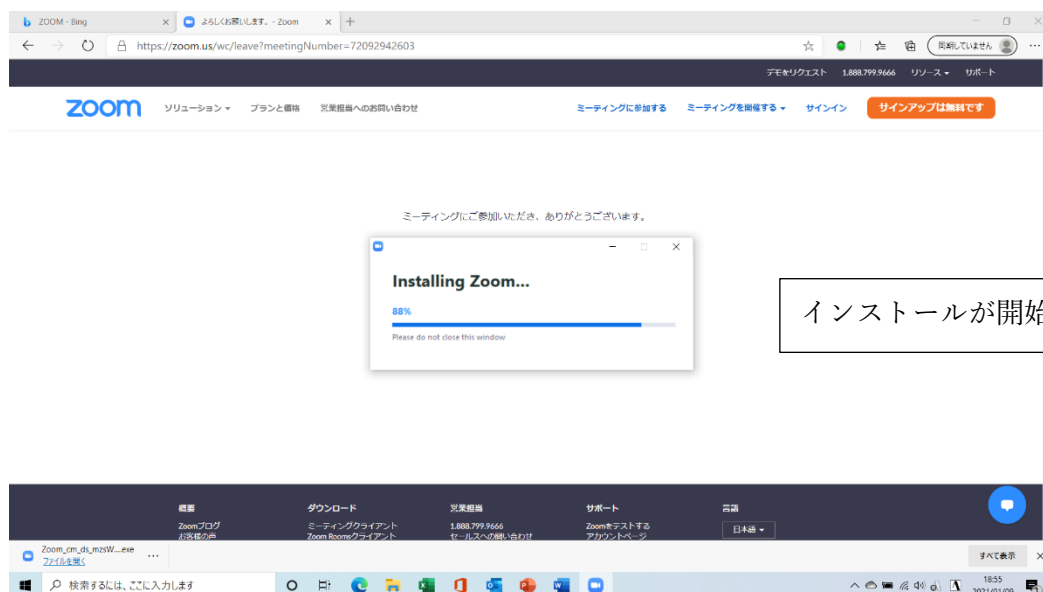 ZOOM - Bing
よろしくお願いします。 - Zoom
https://zoom.us/wc/leave?meetingNumber=72092942603
同期していません
デモをリクエスト 1.888.799.9666 リソース サポート
zoom ソリューション プランと価格 営業担当へのお問い合わせ ミーティングに参加する ミーティングを開催する サインイン サインアップは無料です
ミーティングにご参加いただき、ありがとうございます。
Installing Zoom...
88%
Please do not close this window
インストールが開始
概要 ダウンロード 営業担当 サポート 言語
Zoomブログ ミーティングクライアント 1.888.799.9666 Zoomをテストする 日本語
お客様の声 Zoom Roomsクライアント セールスへの問い合わせ アカウントページ
Zoom_cm_ds_mzsW....exe
ファイルを開く
すべて表示
検索するには、ここに入力します
A
18:55
2021/01/09